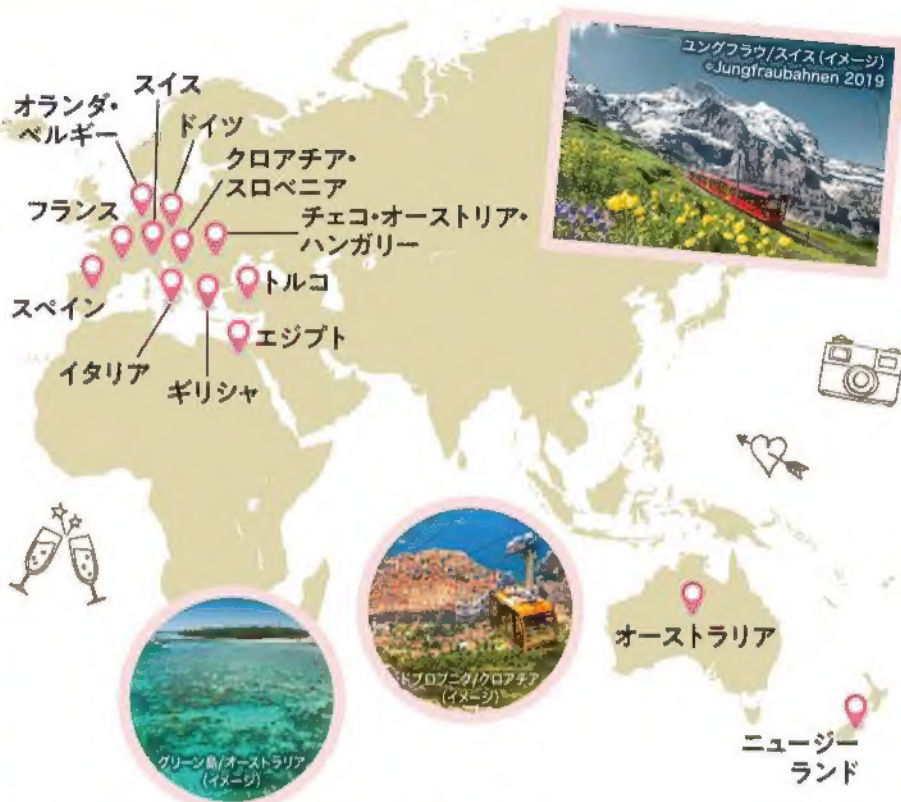 ユングフラウ/スイス(イメージ)
©Jungfraubahnen 2019
スイス
オランダ・
ベルギー
ドイツ
クロアチア・
スロベニア
フランス
チェコ・オーストリア・
ハンガリー
スペイン
トルコ
エジプト
イタリア
ギリシャ
オーストラリア
ドブロブニク/クロアチア
(イメージ)
グリーン島/オーストラリア
(イメージ)
ニュージー
ランド